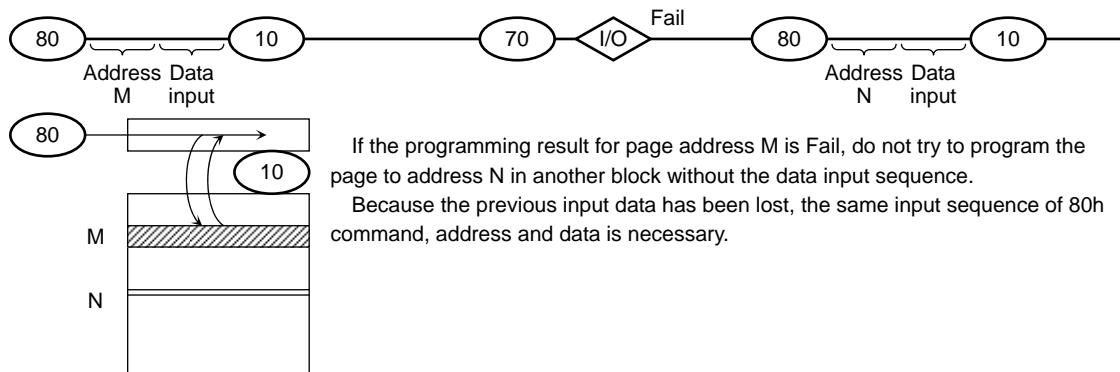 Fail
80 10 70 I/O 80 10
Address Data Address Data
M input N input
80
If the programming result for page address M is Fail, do not try to program the
10
page to address N in another block without the data input sequence.
Because the previous input data has been lost, the same input sequence of 80h
M
command, address and data is necessary.
N